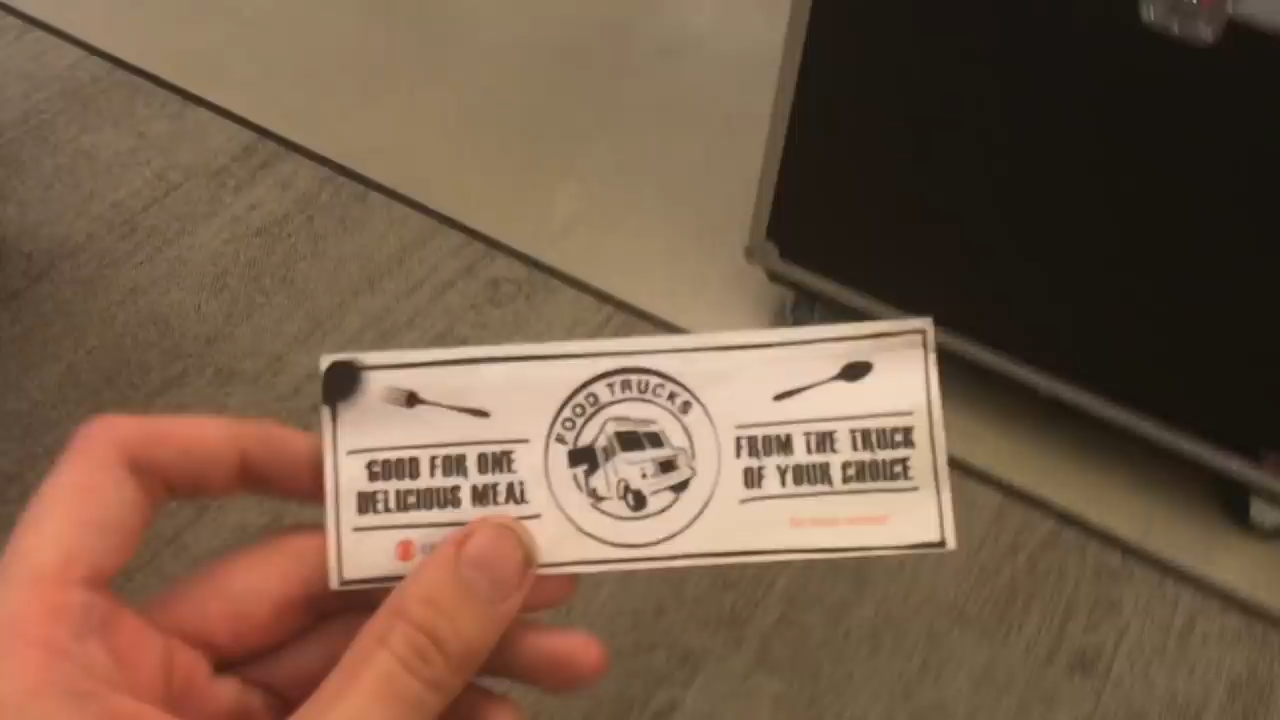 FOOD TRUCKS
GOOD FOR ONE
DELICIOUS MEAL
FROM THE TRUCK
OF YOUR CHOICE